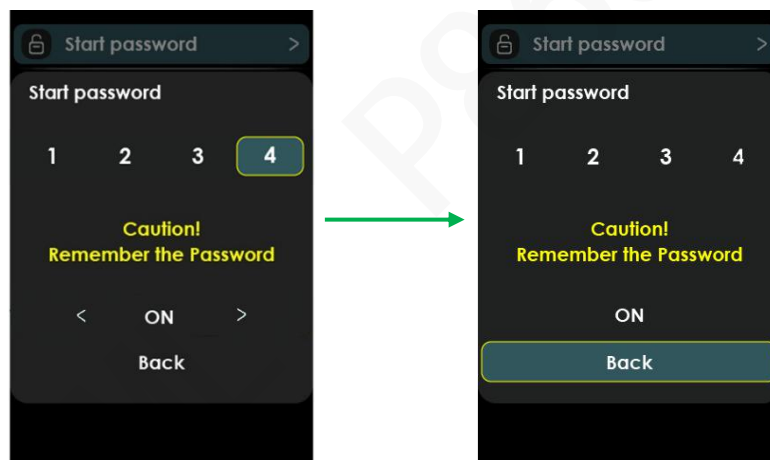 Start password >
Start password
1 2 3 4
Caution!
Remember the Password
< ON >
Back
Start password >
Start password
1 2 3 4
Caution!
Remember the Password
ON
Back